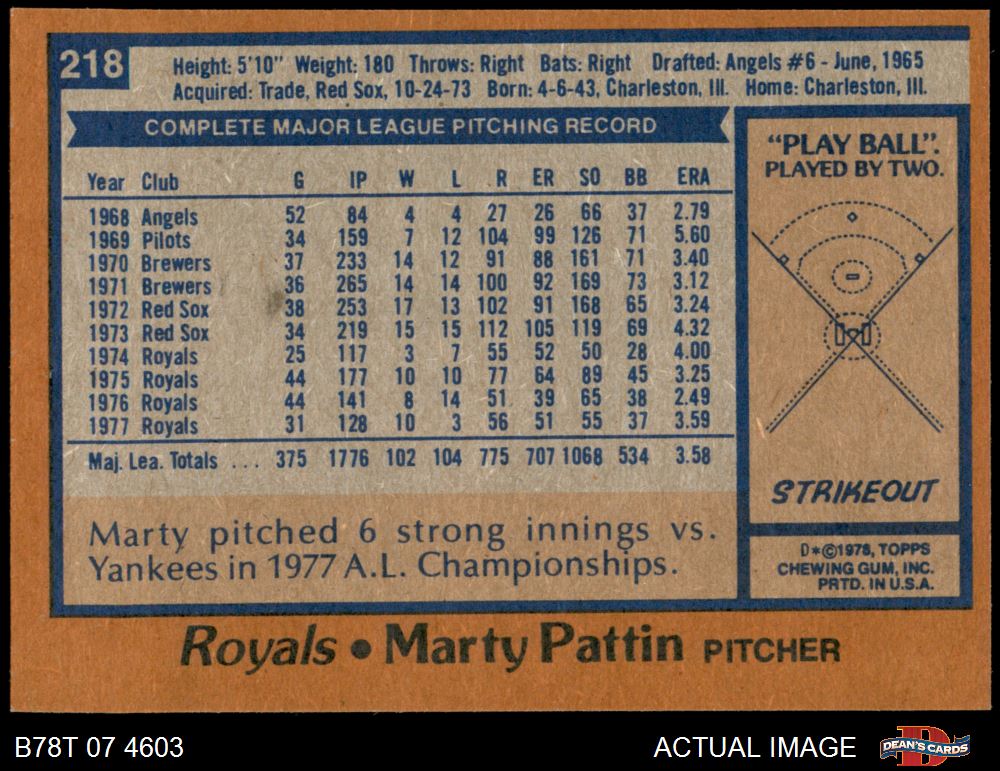 218
Height: 5'10" Weight: 180 Throws: Right Bats: Right Drafted: Angels #6 - June, 1965
Acquired: Trade, Red Sox, 10-24-73 Born: 4-6-43, Charleston, Ill. Home: Charleston, Ill.
COMPLETE MAJOR LEAGUE PITCHING RECORD
Year Club G IP W L R ER SO BB ERA
1968 Angels 52 84 4 4 27 26 66 37 2.79
1969 Pilots 34 159 7 12 104 99 126 71 5.60
1970 Brewers 37 233 14 12 91 88 161 71 3.40
1971 Brewers 36 265 14 14 100 92 169 73 3.12
1972 Red Sox 38 253 17 13 102 91 168 65 3.24
1973 Red Sox 34 219 15 15 112 105 119 69 4.32
1974 Royals 25 117 3 7 55 52 50 28 4.00
1975 Royals 44 177 10 10 77 64 89 45 3.25
1976 Royals 44 141 8 14 51 39 65 38 2.49
1977 Royals 31 128 10 3 56 51 55 37 3.59
Maj. Lea. Totals ... 375 1776 102 104 775 707 1068 534 3.58
Marty pitched 6 strong innings vs.
Yankees in 1977 A.L. Championships.
"PLAY BALL".
PLAYED BY TWO.
STRIKEOUT
D*©1978, TOPPS
CHEWING GUM, INC.
PRTD. IN U.S.A.
Royals • Marty Pattin PITCHER
B78T 07 4603 ACTUAL IMAGE DEAN'S CARDS